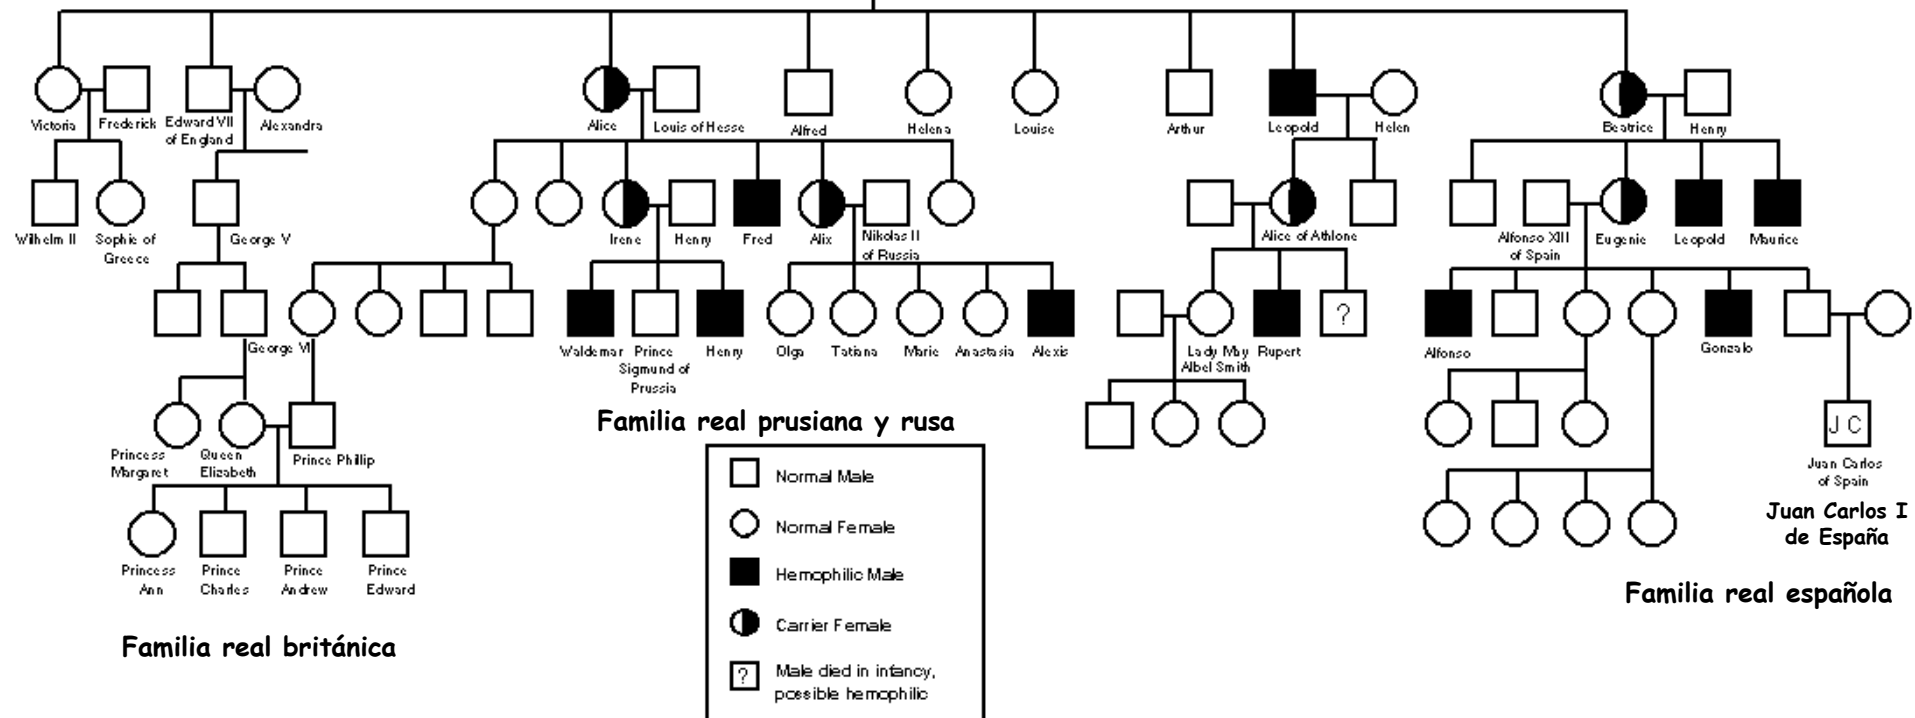 Victoria
Frederick
Edward VII
of England
Alexandra
Alice
Louis of Hesse
Alfred
Helena
Louise
Arthur
Leopold
Helen
Beatrice
Henry
Wilhelm II
Sophie of
Greece
George V
Irene
Henry
Fred
Alix
Nikolas II
of Russia
Alice of Athlone
Alfonso XIII
of Spain
Eugenie
Leopold
Maurice
George VI
Waldemar
Prince
Sigmund of
Prussia
Henry
Olga
Tatiana
Marie
Anastasia
Alexis
?
Lady May
Albel Smith
Rupert
Alfonso
Gonzalo
Princess
Margaret
Queen
Elizabeth
Prince Phillip
Familia real prusiana y rusa
J C
Juan Carlos
of Spain
Juan Carlos I
de España
Princess
Ann
Prince
Charles
Prince
Andrew
Prince
Edward
Familia real británica
Familia real española
Normal Male
Normal Female
Hemophilic Male
Carrier Female
? Male died in infancy,
possible hemophilic